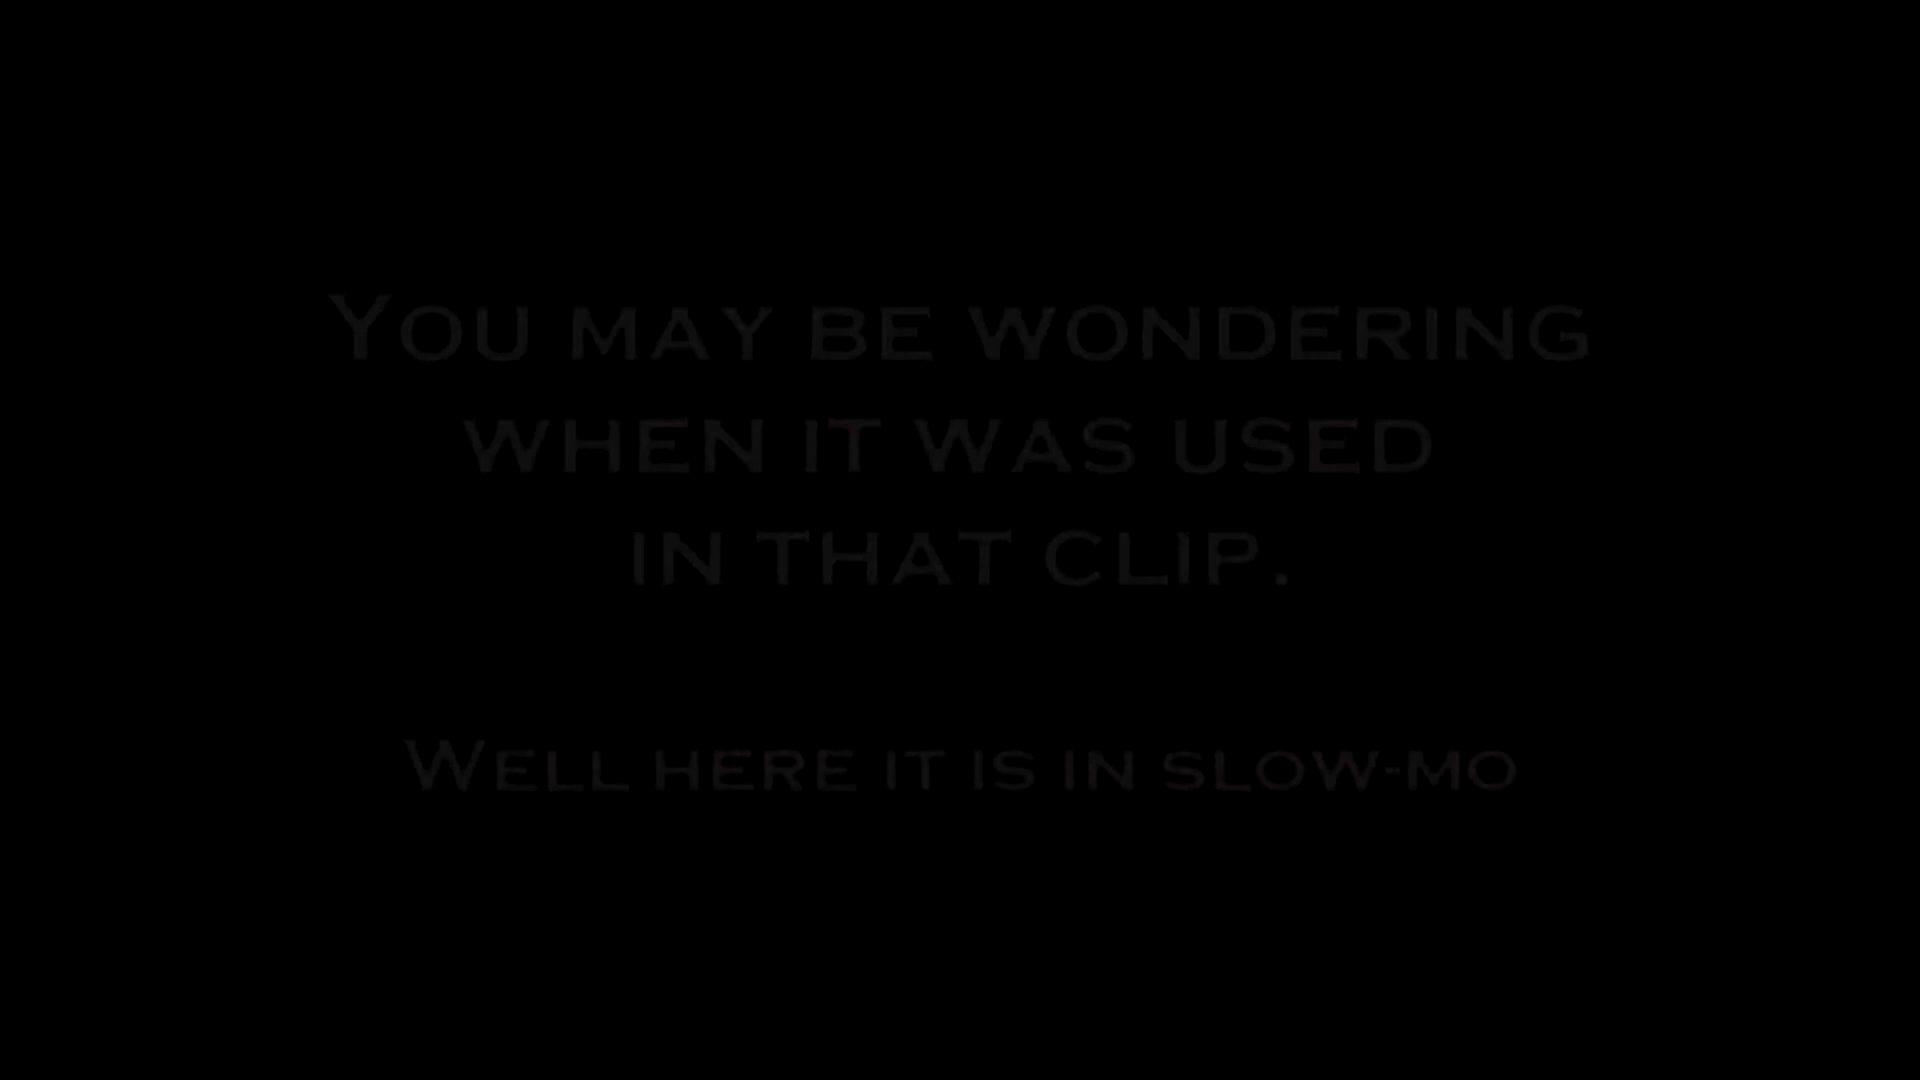 You may be wondering
when it was used
in that clip.
Well here it is in slow-mo